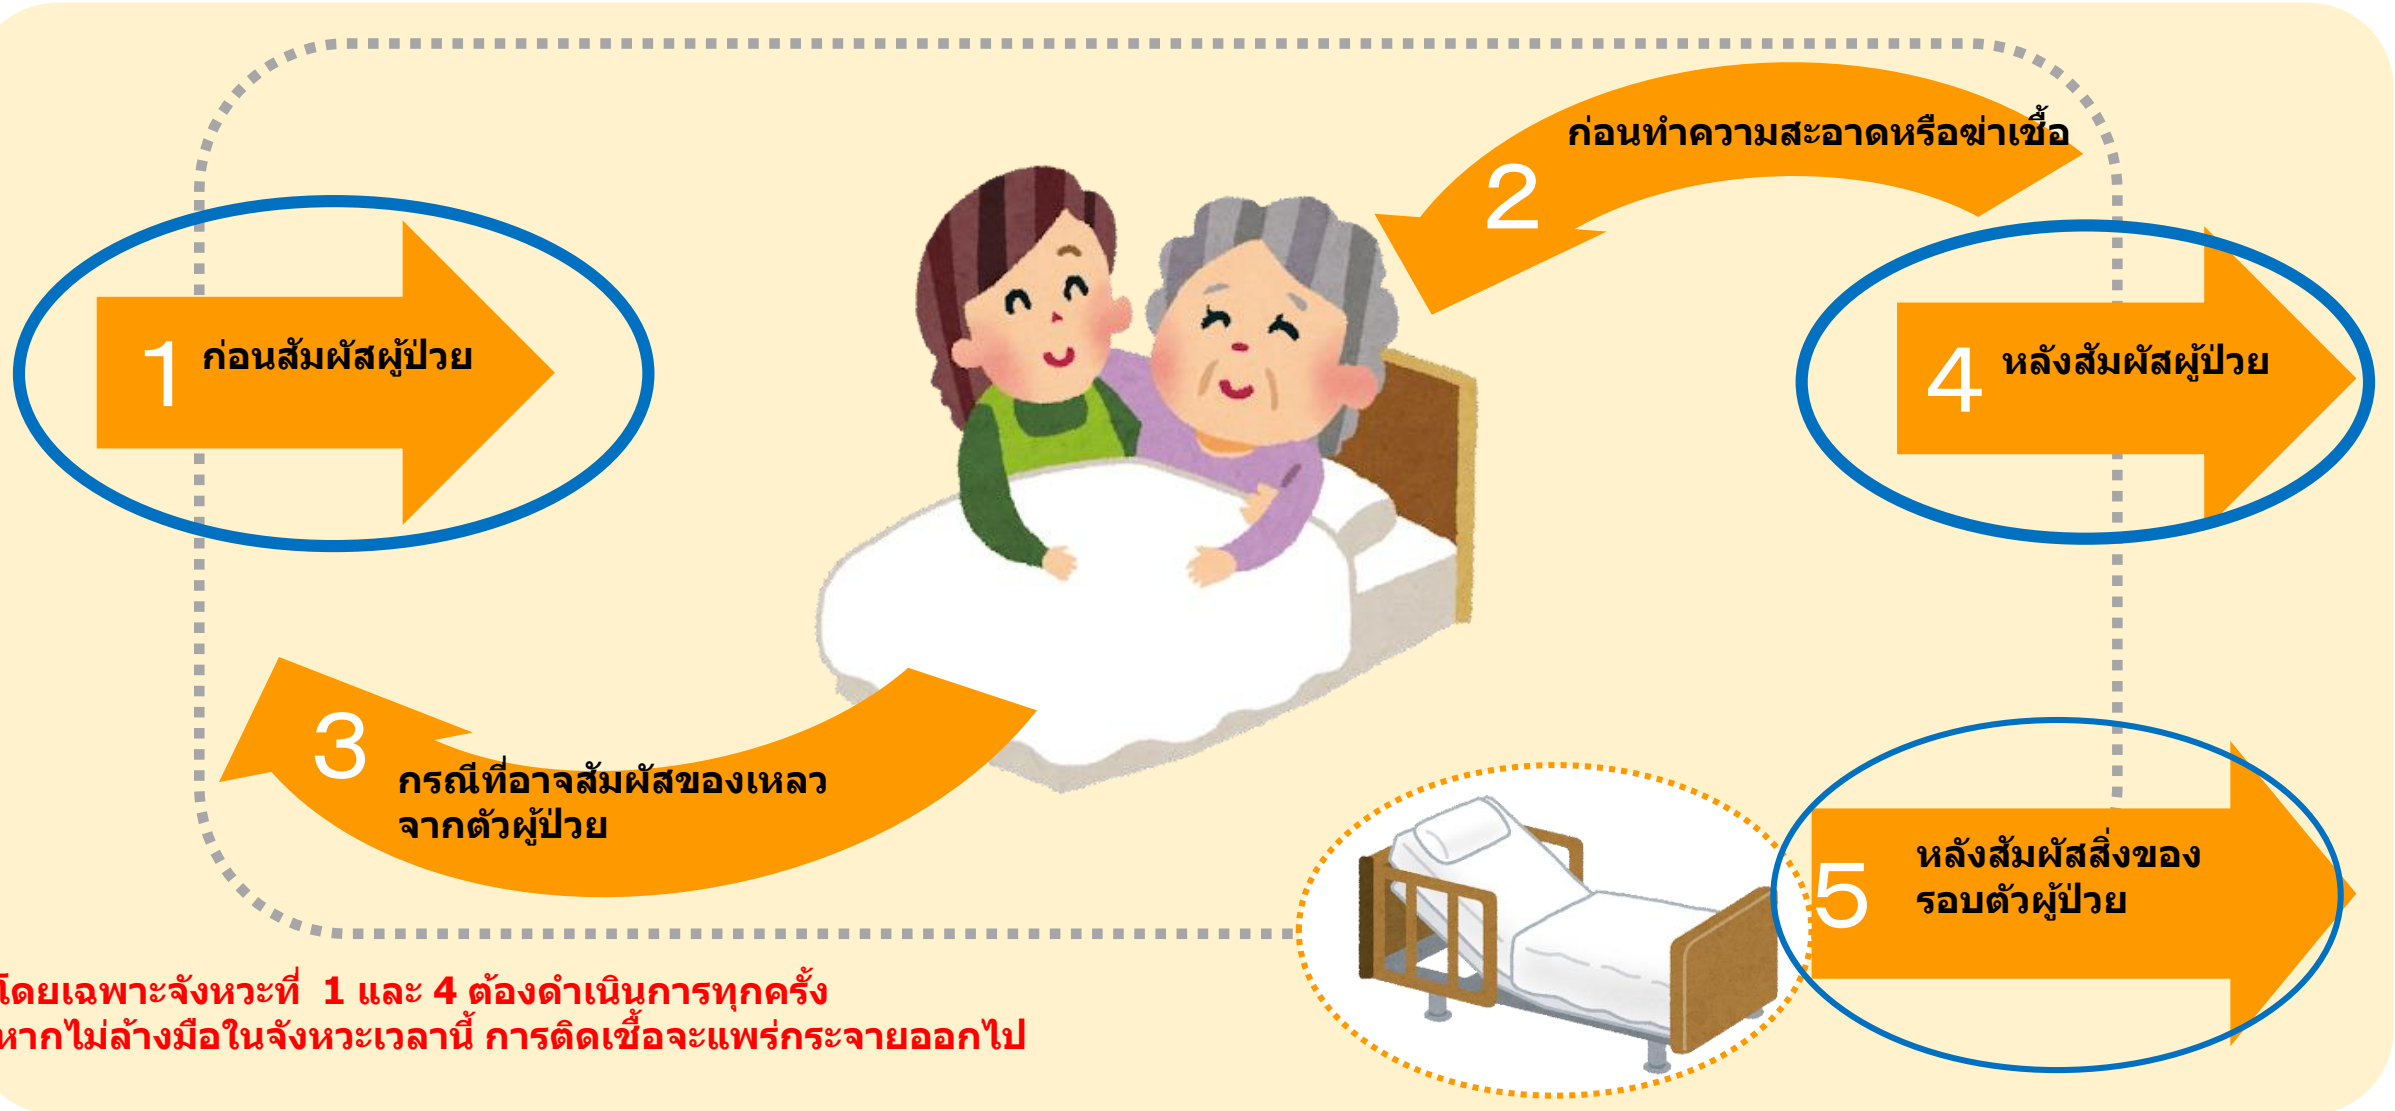 1 ก่อนสัมผัสผู้ป่วย
2 ก่อนทำความสะอาดหรือฆ่าเชื้อ
3 กรณีที่อาจสัมผัสของเหลว
จากตัวผู้ป่วย
4 หลังสัมผัสผู้ป่วย
5 หลังสัมผัสสิ่งของ
รอบตัวผู้ป่วย
โดยเฉพาะจังหวะที่ 1 และ 4 ต้องดำเนินการทุกครั้ง
หากไม่ล้างมือในจังหวะเวลานี้ การติดเชื้อจะแพร่กระจายออกไป